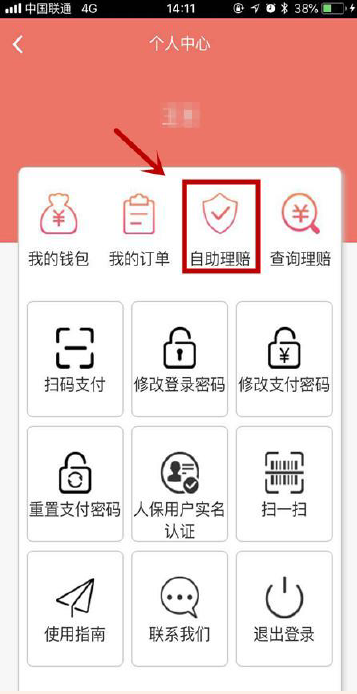 中国联通 4G 14:11 38%
个人中心
我的钱包 我的订单 自助理赔 查询理赔
扫码支付 修改登录密码 修改支付密码
重置支付密码 人保用户实名 扫一扫
认证
使用指南 联系我们 退出登录